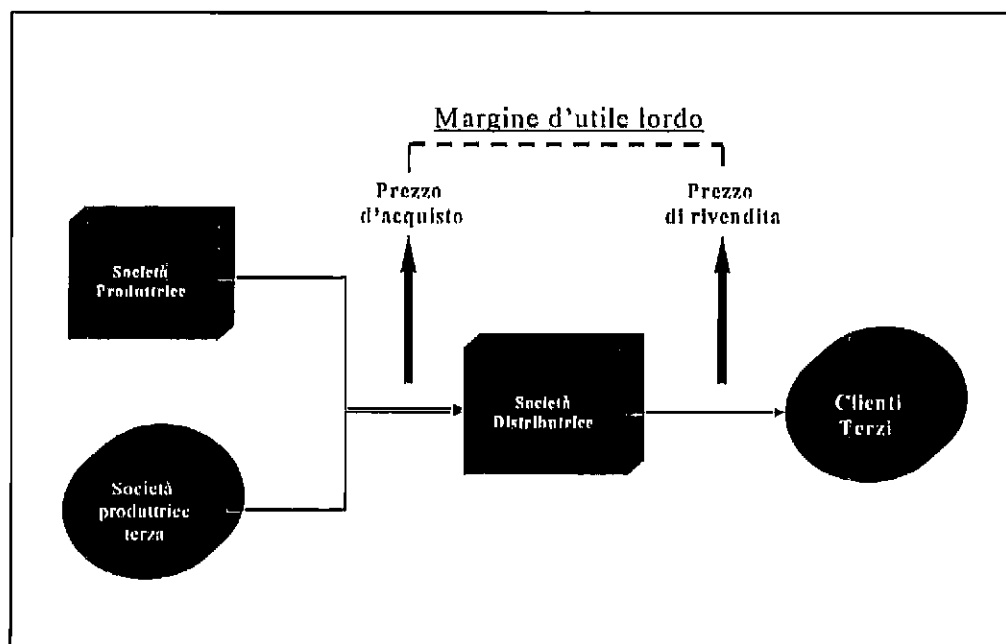 Margine d'utile lordo
Prezzo
d'acquisto
Prezzo
di rivendita
Società
Produttrice
Società
Distributrice
Clienti
Terzi
Società
produttrice
terza